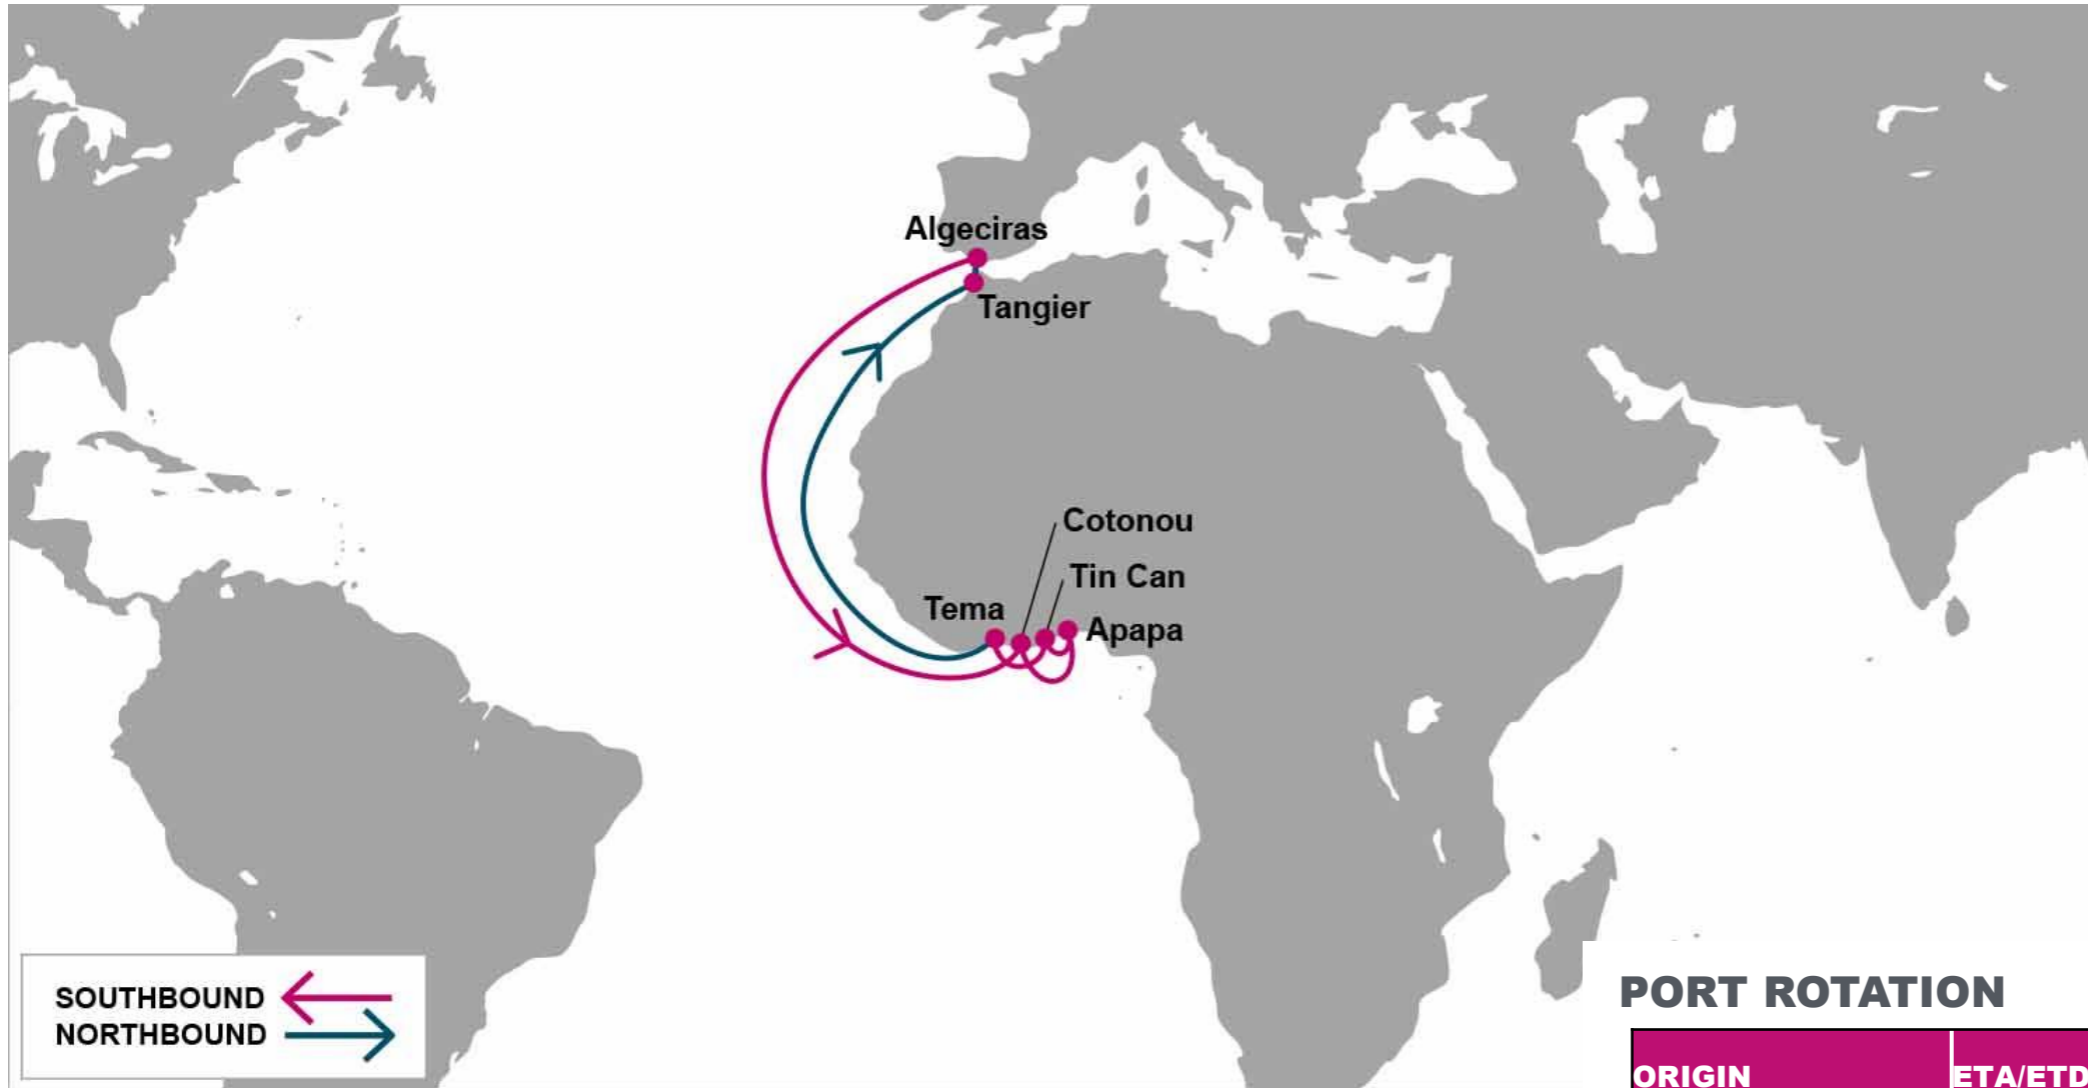 Algeciras
Tangier
Cotonou
Tin Can
Tema
Apapa
SOUTHBOUND
NORTHBOUND
PORT ROTATION
ORIGIN
ETA/ETD